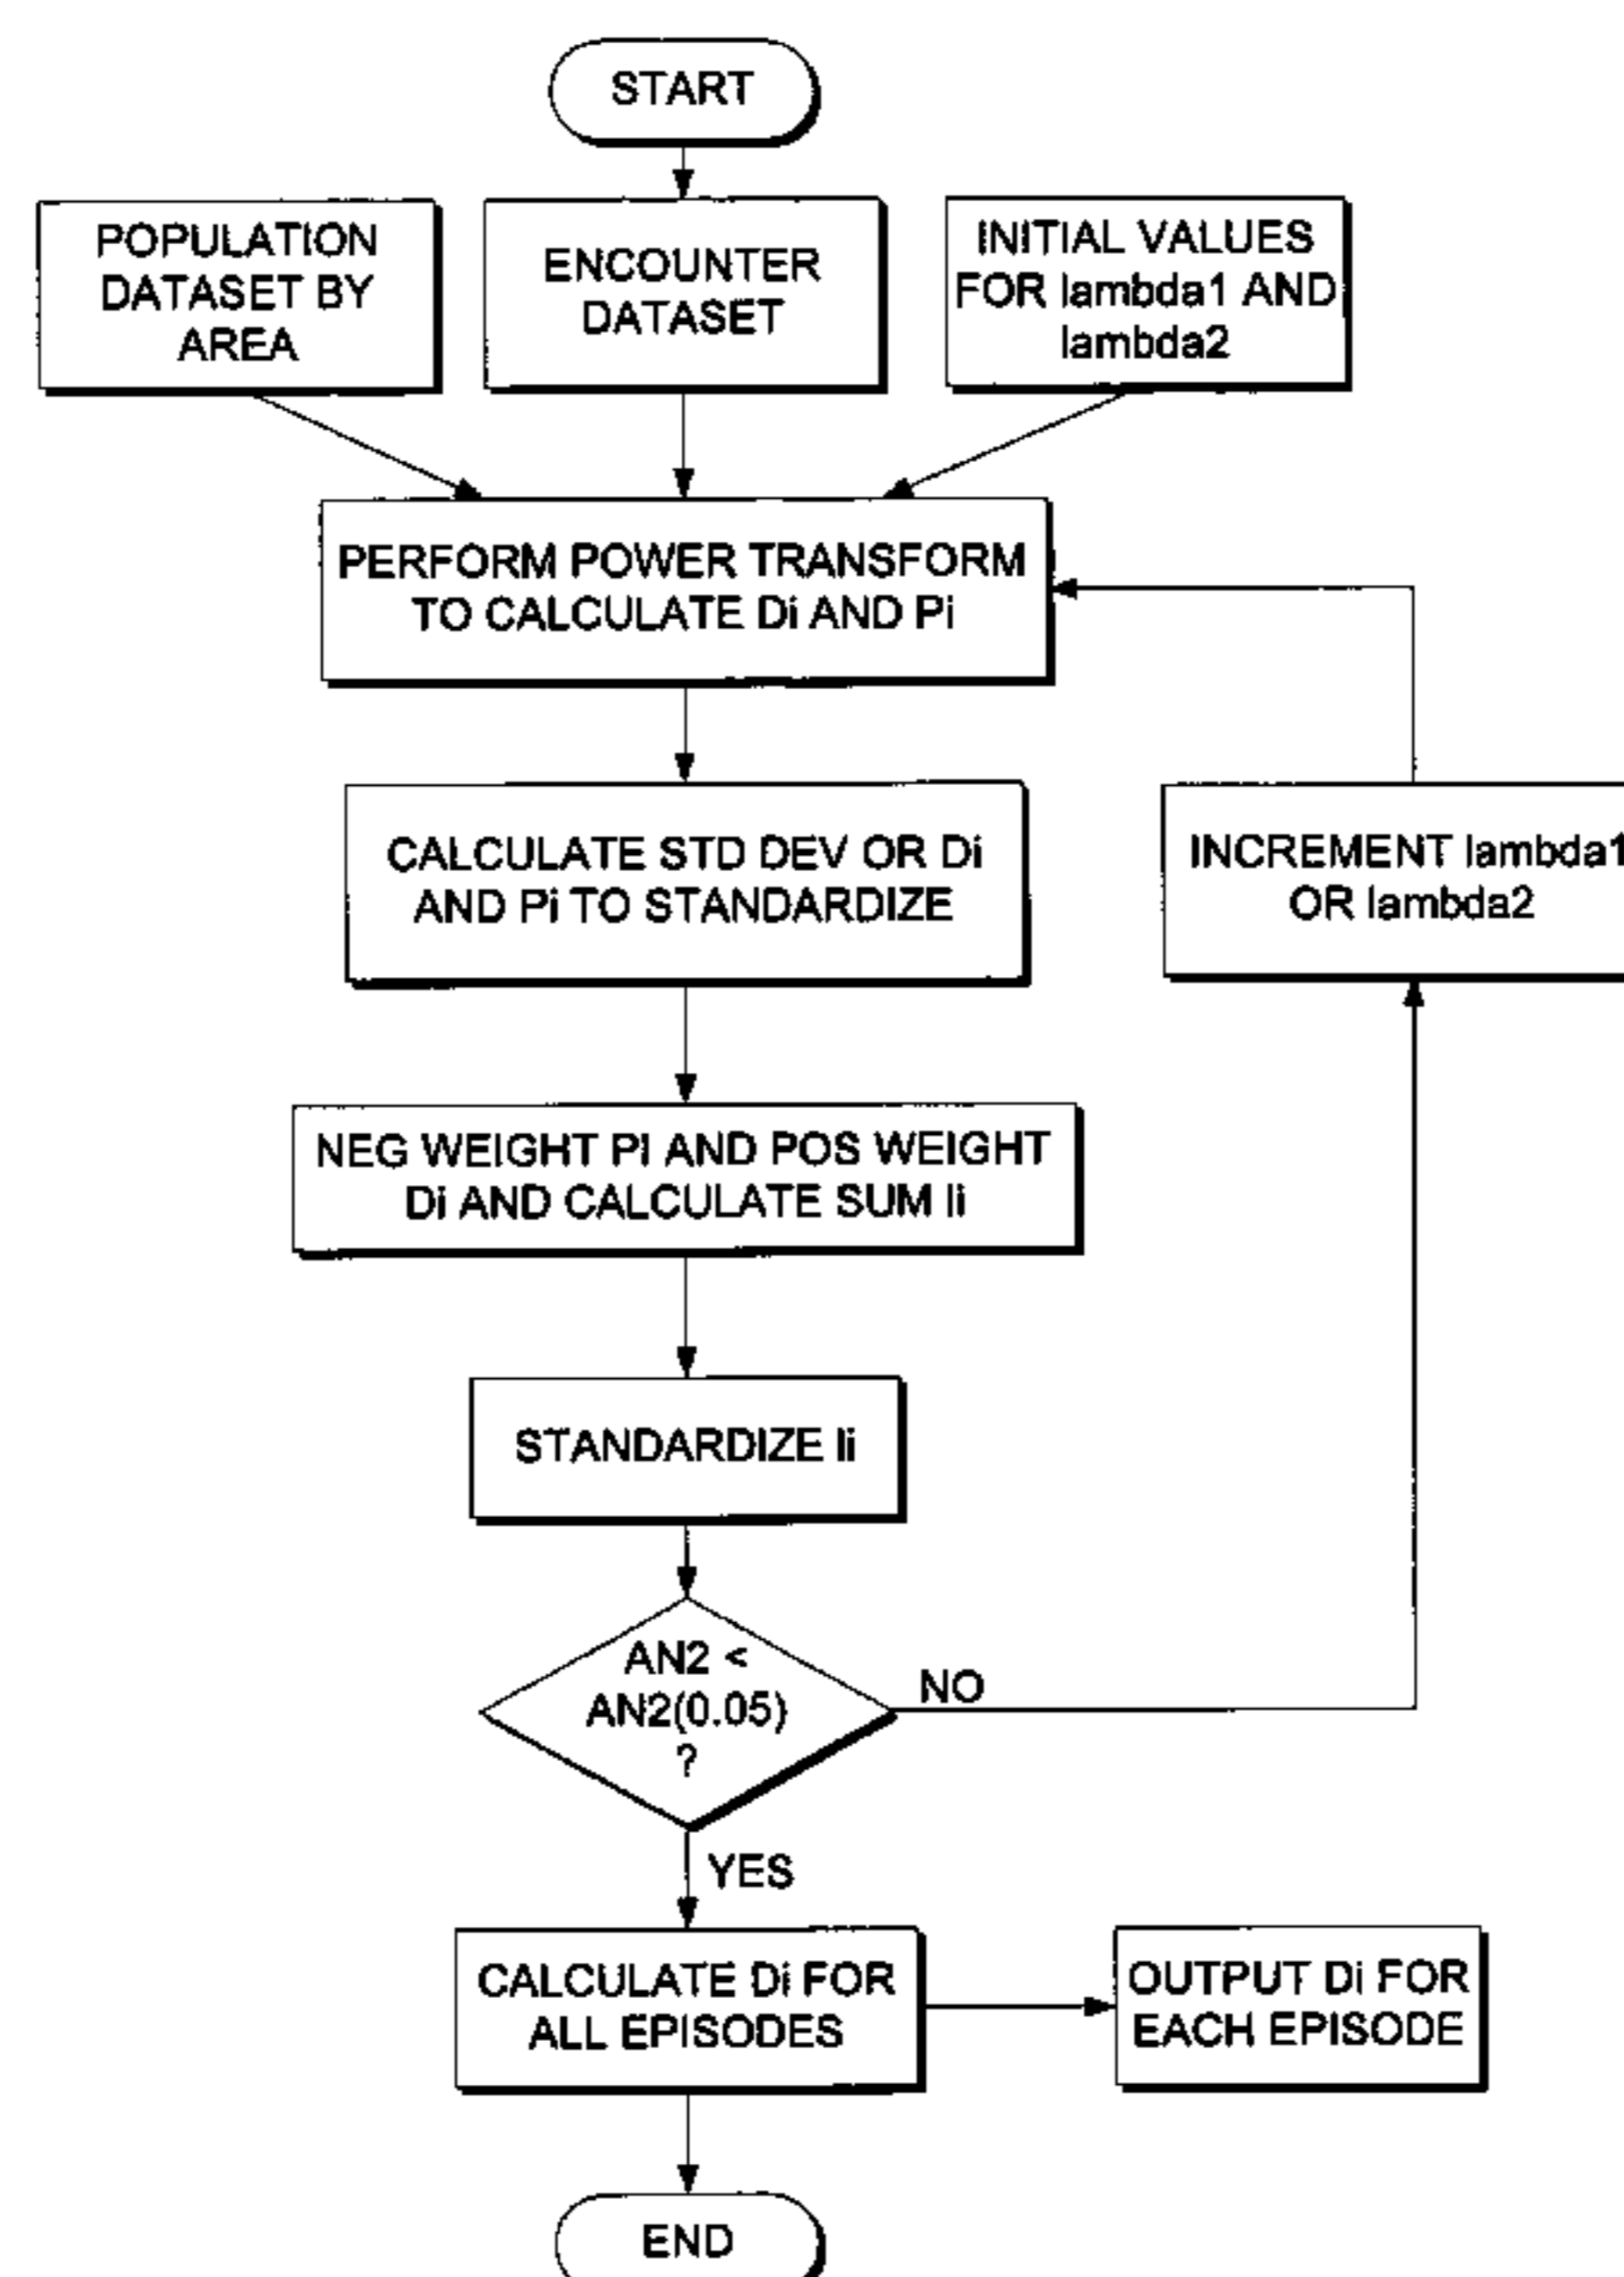 START
POPULATION
DATASET BY
AREA
ENCOUNTER
DATASET
INITIAL VALUES
FOR lambda1 AND
lambda2
PERFORM POWER TRANSFORM
TO CALCULATE Di AND Pi
CALCULATE STD DEV OR Di
AND Pi TO STANDARDIZE
INCREMENT lambda1
OR lambda2
NEG WEIGHT PI AND POS WEIGHT
Di AND CALCULATE SUM Ii
STANDARDIZE Ii
AN2 <
AN2(0.05)
?
NO
YES
CALCULATE Di FOR
ALL EPISODES
OUTPUT Di FOR
EACH EPISODE
END